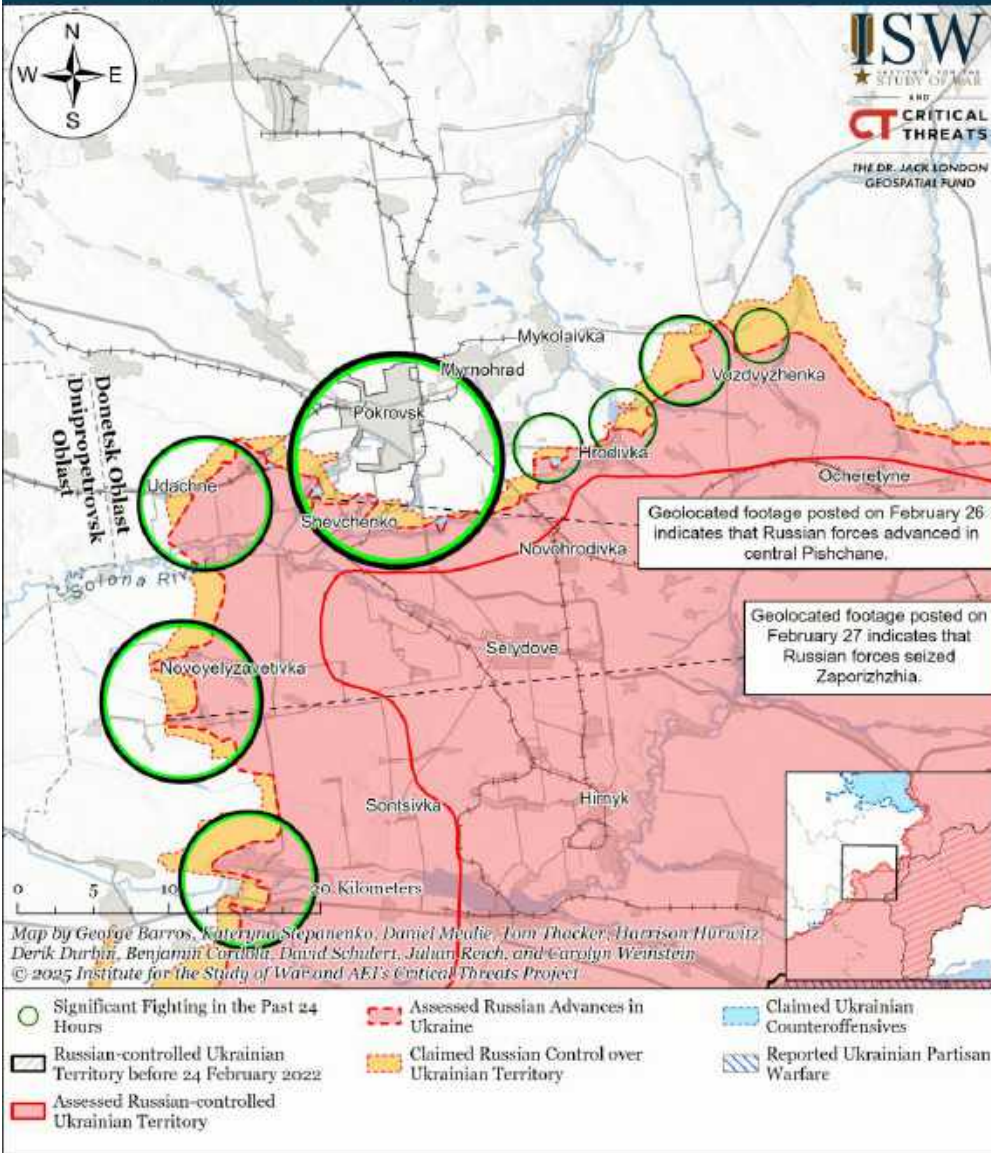 N
W E
S
ISW
INSTITUTE FOR THE
STUDY OF WAR
AND
CT CRITICAL
THREATS
THE DR. JACK LONDON
GEOSPATIAL FUND
Mykolaivka
Myrnohrad
Vozdvyzhenka
Pokrovsk
Donetsk Oblast
Dnipropetrovsk
Oblast
Hrodivka
Ocheretyne
Udachne
Shevchenko
Geolocated footage posted on February 26
indicates that Russian forces advanced in
central Pishchane.
Novohrodivka
Solona Riv
Geolocated footage posted on
February 27 indicates that
Russian forces seized
Zaporizhzhia.
Selydove
Novoyelyzavetivka
Sontsivka
Hirnyk
0 5 10 20 Kilometers
Map by George Barros, Kateryna Stepanenko, Daniel Mealie, Tom Thacker, Harrison Hurwitz,
Derik Durbin, Benjamin Cordola, David Schulert, Julian Reich, and Carolyn Weinstein
© 2025 Institute for the Study of War and AEI's Critical Threats Project
Significant Fighting in the Past 24
Hours
Russian-controlled Ukrainian
Territory before 24 February 2022
Assessed Russian-controlled
Ukrainian Territory
Assessed Russian Advances in
Ukraine
Claimed Russian Control over
Ukrainian Territory
Claimed Ukrainian
Counteroffensives
Reported Ukrainian Partisan
Warfare